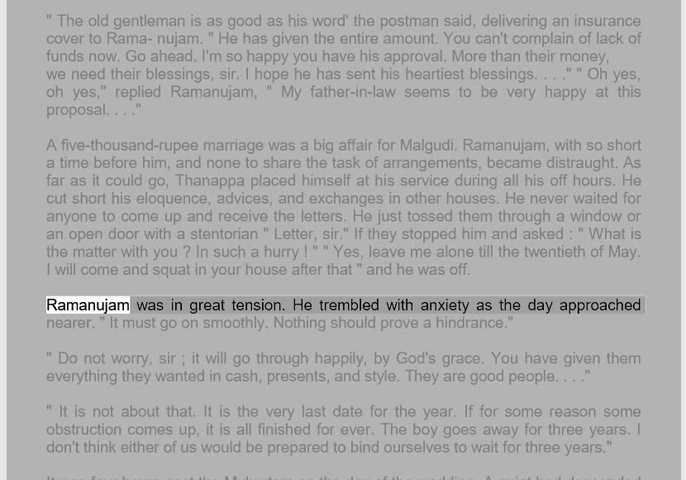 " The old gentleman is as good as his word' the postman said, delivering an insurance
cover to Rama- nujam. " He has given the entire amount. You can't complain of lack of
funds now. Go ahead. I'm so happy you have his approval. More than their money,
we need their blessings, sir. I hope he has sent his heartiest blessings. . . ." " Oh yes,
oh yes," replied Ramanujam, " My father-in-law seems to be very happy at this
proposal. . . ."
A five-thousand-rupee marriage was a big affair for Malgudi. Ramanujam, with so short
a time before him, and none to share the task of arrangements, became distraught. As
far as it could go, Thanappa placed himself at his service during all his off hours. He
cut short his eloquence, advices, and exchanges in other houses. He never waited for
anyone to come up and receive the letters. He just tossed them through a window or
an open door with a stentorian " Letter, sir." If they stopped him and asked : " What is
the matter with you ? In such a hurry ! " " Yes, leave me alone till the twentieth of May.
I will come and squat in your house after that " and he was off.
Ramanujam was in great tension. He trembled with anxiety as the day approached
nearer. " It must go on smoothly. Nothing should prove a hindrance."
" Do not worry, sir ; it will go through happily, by God's grace. You have given them
everything they wanted in cash, presents, and style. They are good people. . . ."
" It is not about that. It is the very last date for the year. If for some reason some
obstruction comes up, it is all finished for ever. The boy goes away for three years. I
don't think either of us would be prepared to bind ourselves to wait for three years."